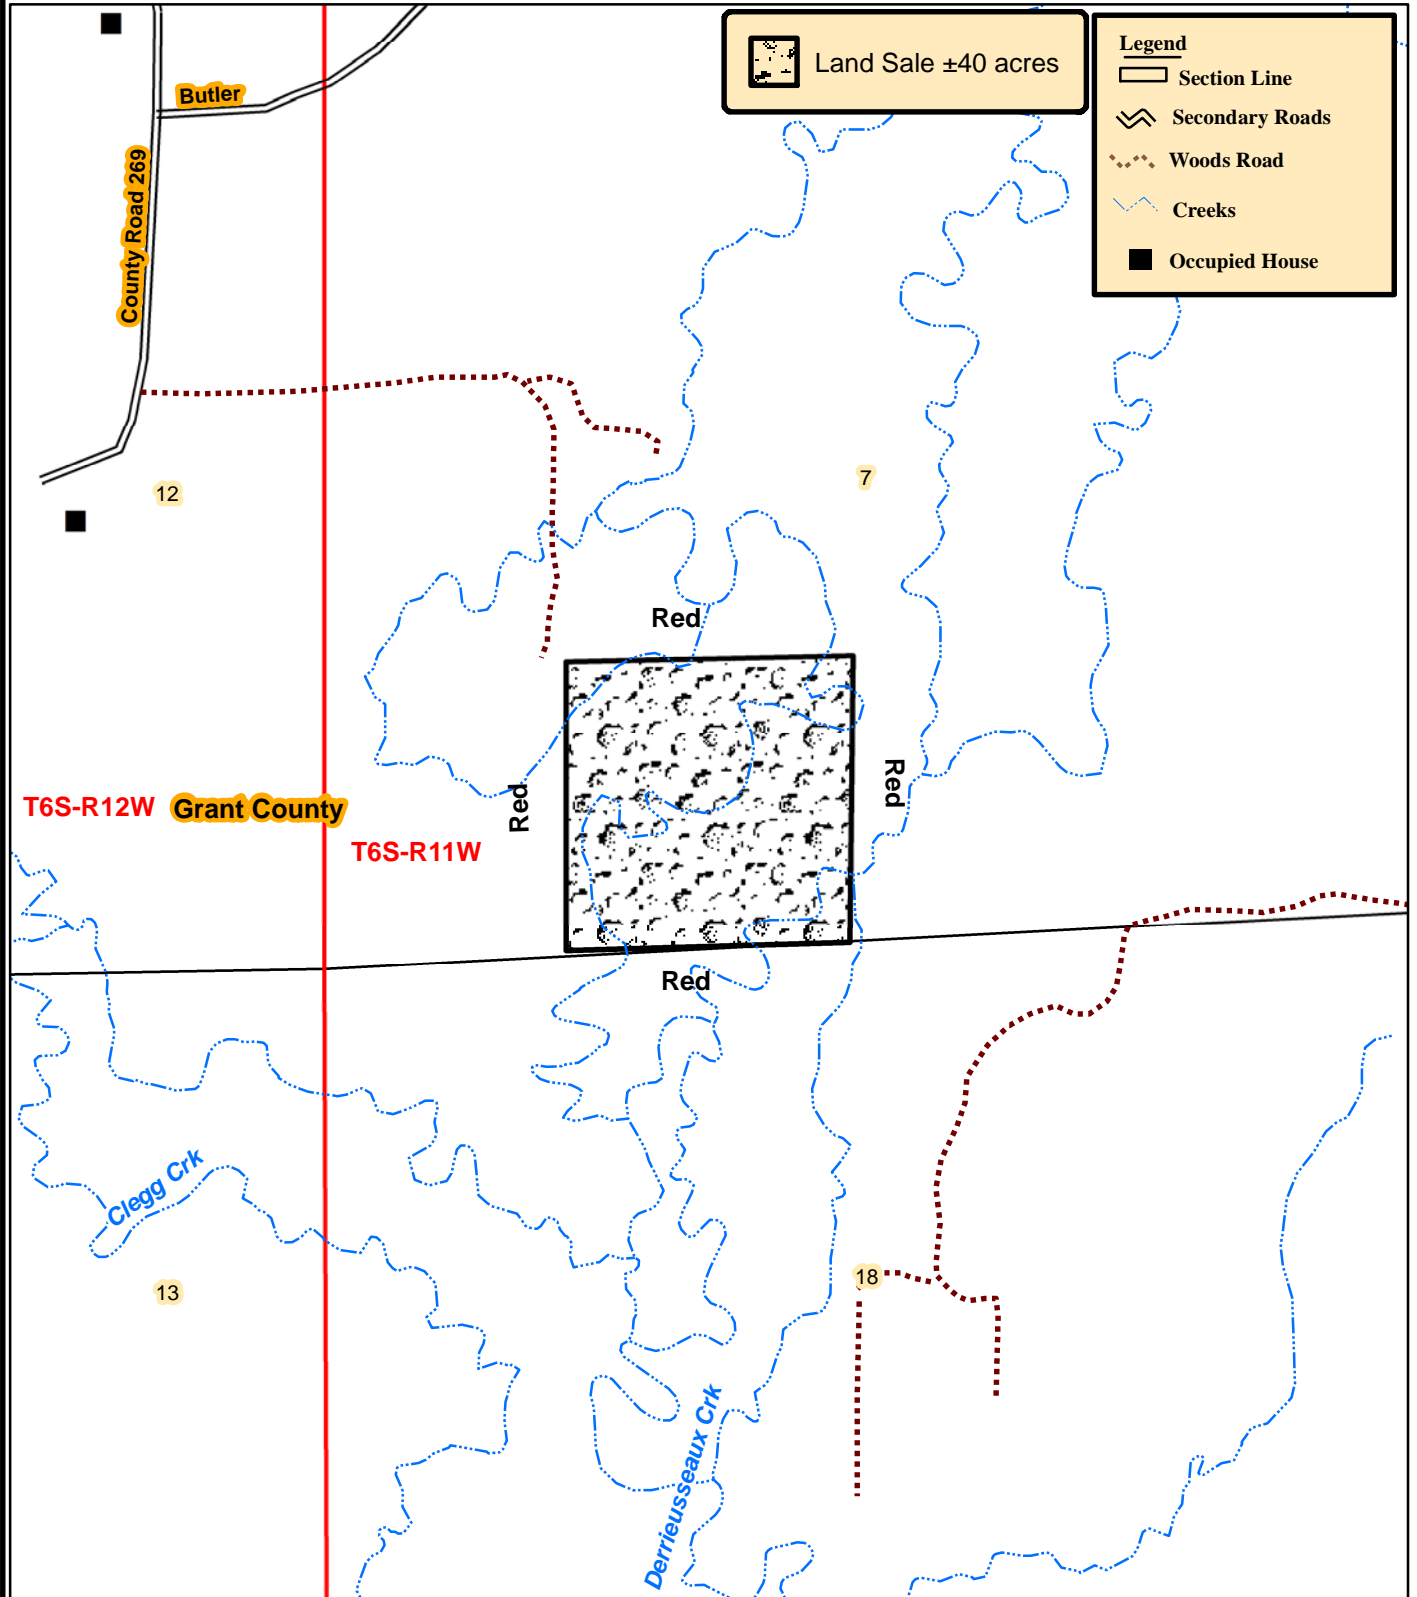 Land Sale ±40 acres
Legend
Section Line
Secondary Roads
Woods Road
Creeks
Occupied House
Butler
County Road 269
12
7
Red
Red
Red
T6S-R12W
Grant County
T6S-R11W
Red
Clegg Crk
13
18
Derrieusseaux Crk